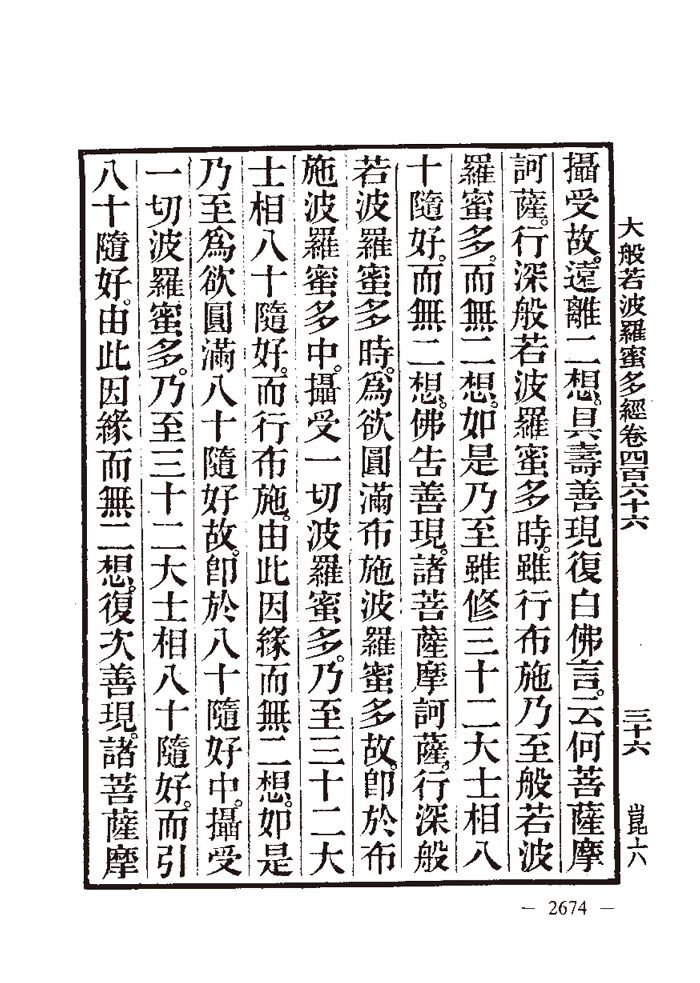 大般若波羅蜜多經卷四百六十六 三十六 崑六
攝受故。遠離二想。具壽善現復白佛言。云何菩薩摩
訶薩。行深般若波羅蜜多時。雖行布施乃至般若波
羅蜜多。而無二想。如是乃至雖修三十二大士相八
十隨好。而無二想。佛告善現。諸菩薩摩訶薩。行深般
若波羅蜜多時。爲欲圓滿布施波羅蜜多故。卽於布
施波羅蜜多中。攝受一切波羅蜜多。乃至三十二大
士相八十隨好。而行布施。由此因緣而無二想。如是
乃至爲欲圓滿八十隨好故。卽於八十隨好中。攝受
一切波羅蜜多。乃至三十二大士相八十隨好。而引
八十隨好。由此因緣而無二想。復次善現。諸菩薩摩
— 2674 —